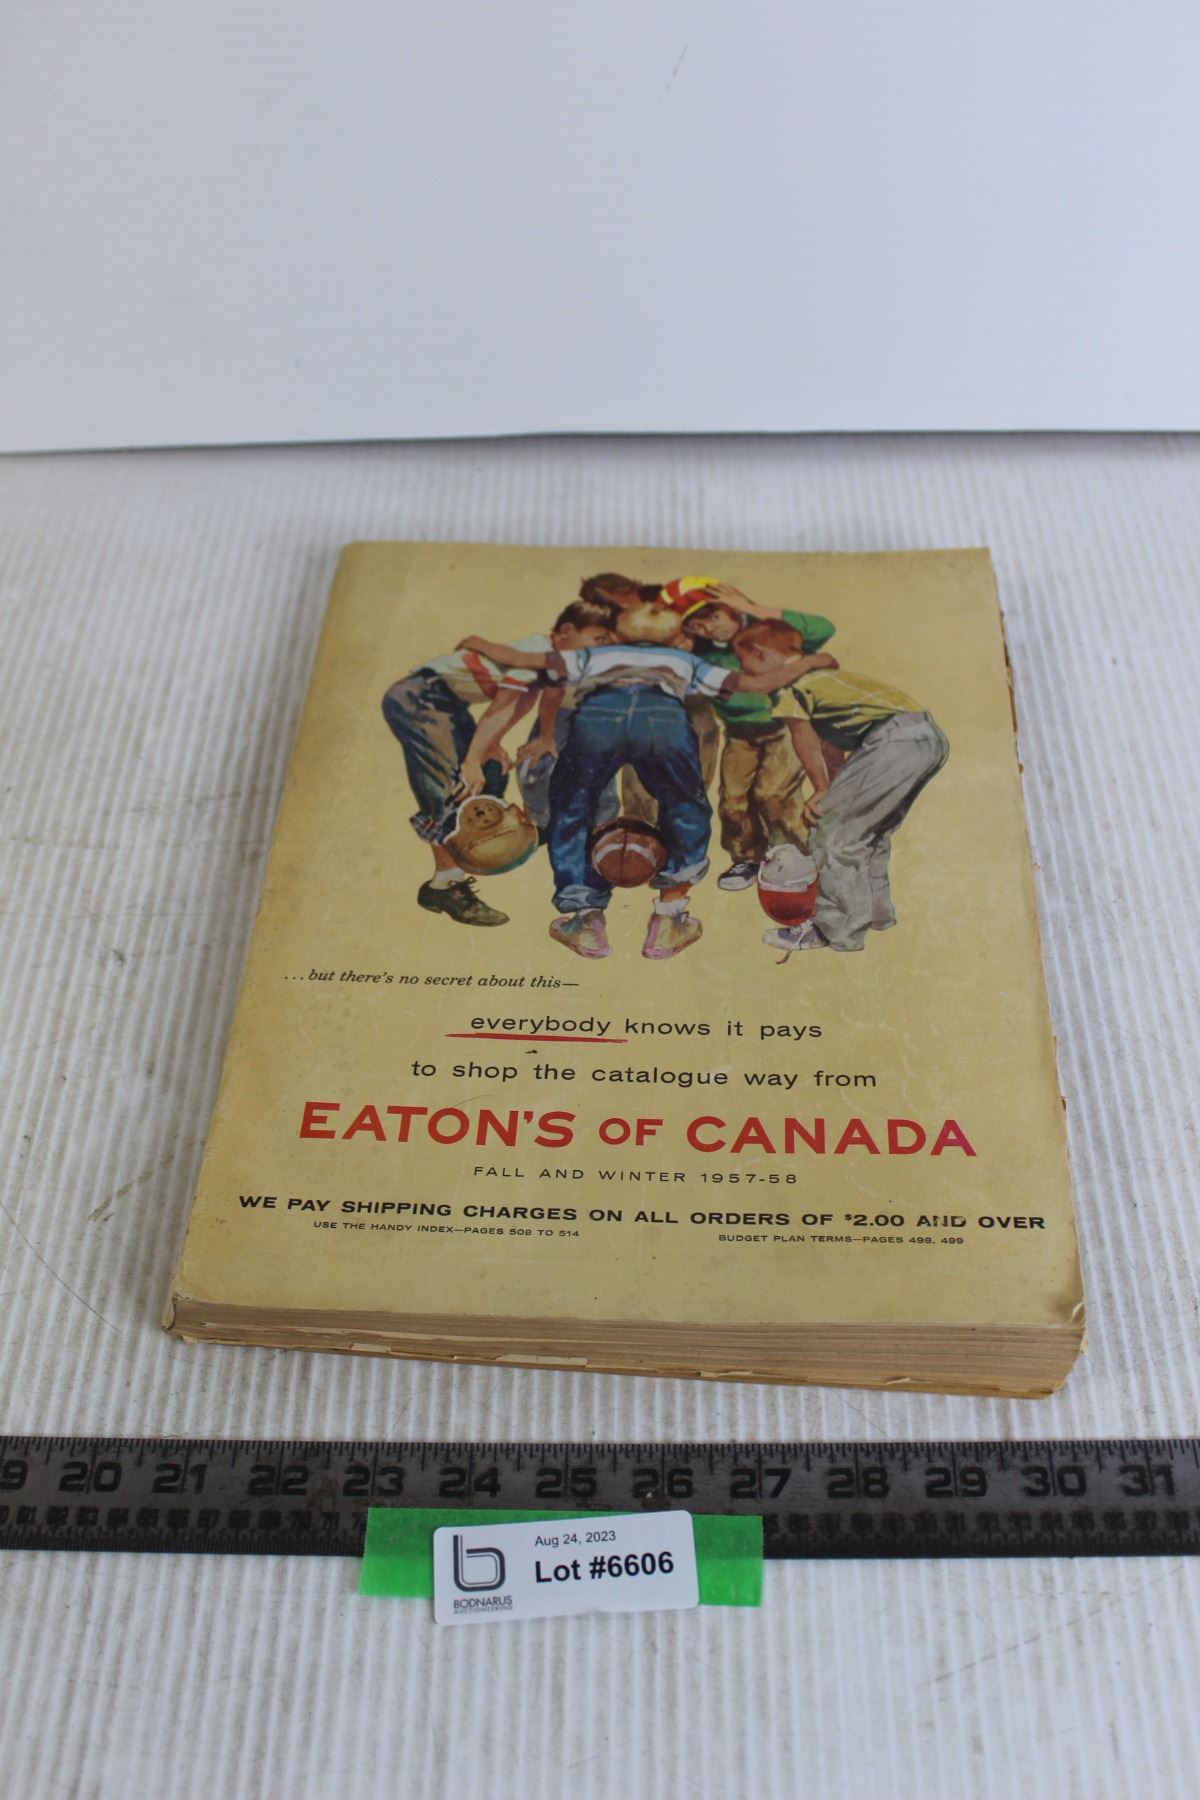 ...but there's no secret about this—
everybody knows it pays
to shop the catalogue way from
EATON'S OF CANADA
FALL AND WINTER 1957-58
WE PAY SHIPPING CHARGES ON ALL ORDERS OF $2.00 AND OVER
USE THE HANDY INDEX—PAGES 508 TO 514
BUDGET PLAN TERMS—PAGES 498, 499
9 20 21 22 23 24 25 26 27 28 29 30 31
Aug 24, 2023
Lot #6606
BODNARUS
AUCTIONEERING